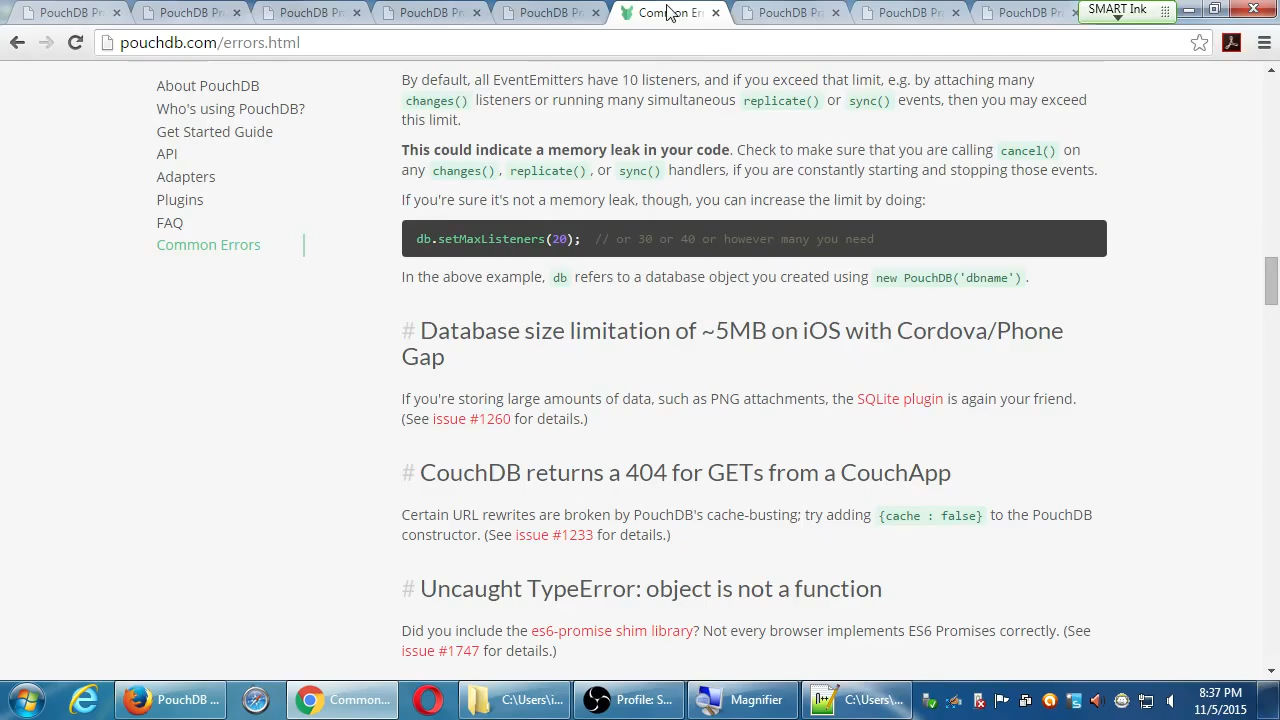 PouchDB Pr
PouchDB Pr
PouchDB Pr
PouchDB Pr
PouchDB Pr
Common Er
PouchDB Pr
PouchDB Pr
PouchDB Pr
SMART Ink
pouchdb.com/errors.html
About PouchDB
Who's using PouchDB?
Get Started Guide
API
Adapters
Plugins
FAQ
Common Errors
By default, all EventEmitters have 10 listeners, and if you exceed that limit, e.g. by attaching many
changes() listeners or running many simultaneous replicate() or sync() events, then you may exceed
this limit.
This could indicate a memory leak in your code. Check to make sure that you are calling cancel() on
any changes(), replicate(), or sync() handlers, if you are constantly starting and stopping those events.
If you're sure it's not a memory leak, though, you can increase the limit by doing:
db.setMaxListeners(20);  // or 30 or 40 or however many you need
In the above example, db refers to a database object you created using new PouchDB('dbname').
# Database size limitation of ~5MB on iOS with Cordova/Phone
Gap
If you're storing large amounts of data, such as PNG attachments, the SQLite plugin is again your friend.
(See issue #1260 for details.)
# CouchDB returns a 404 for GETs from a CouchApp
Certain URL rewrites are broken by PouchDB's cache-busting; try adding {cache : false} to the PouchDB
constructor. (See issue #1233 for details.)
# Uncaught TypeError: object is not a function
Did you include the es6-promise shim library? Not every browser implements ES6 Promises correctly. (See
issue #1747 for details.)
PouchDB ...
Common...
C:\Users\i...
Profile: S...
Magnifier
C:\Users\...
8:37 PM
11/5/2015